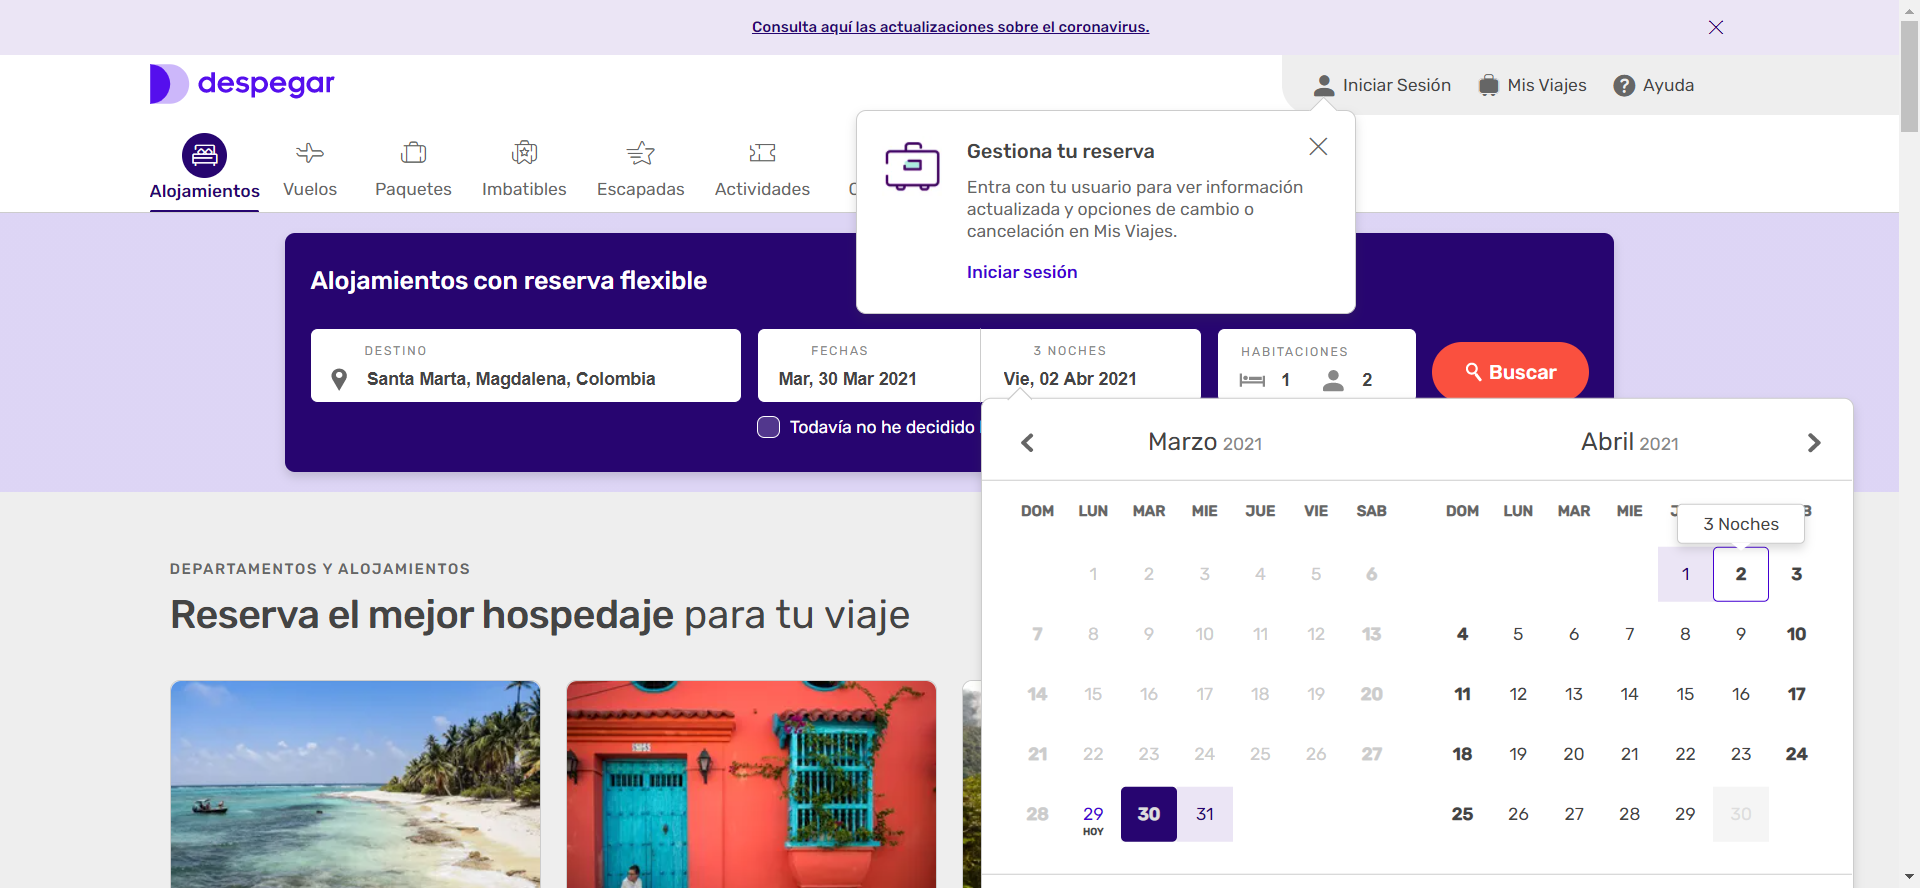 Consulta aquí las actualizaciones sobre el coronavirus.
despegar
Iniciar Sesión
Mis Viajes
Ayuda
Alojamientos
Vuelos
Paquetes
Imbatibles
Escapadas
Actividades
Gestiona tu reserva
Entra con tu usuario para ver información
actualizada y opciones de cambio o
cancelación en Mis Viajes.
Iniciar sesión
Alojamientos con reserva flexible
DESTINO
Santa Marta, Magdalena, Colombia
FECHAS
Mar, 30 Mar 2021
3 NOCHES
Vie, 02 Abr 2021
HABITACIONES
1 2
Buscar
Todavía no he decidido
Marzo 2021
DOM LUN MAR MIE JUE VIE SAB
1 2 3 4 5 6
7 8 9 10 11 12 13
14 15 16 17 18 19 20
21 22 23 24 25 26 27
28 29 30 31
HOY
Abril 2021
DOM LUN MAR MIE
3 Noches
1 2 3
4 5 6 7 8 9 10
11 12 13 14 15 16 17
18 19 20 21 22 23 24
25 26 27 28 29 30
DEPARTAMENTOS Y ALOJAMIENTOS
Reserva el mejor hospedaje para tu viaje